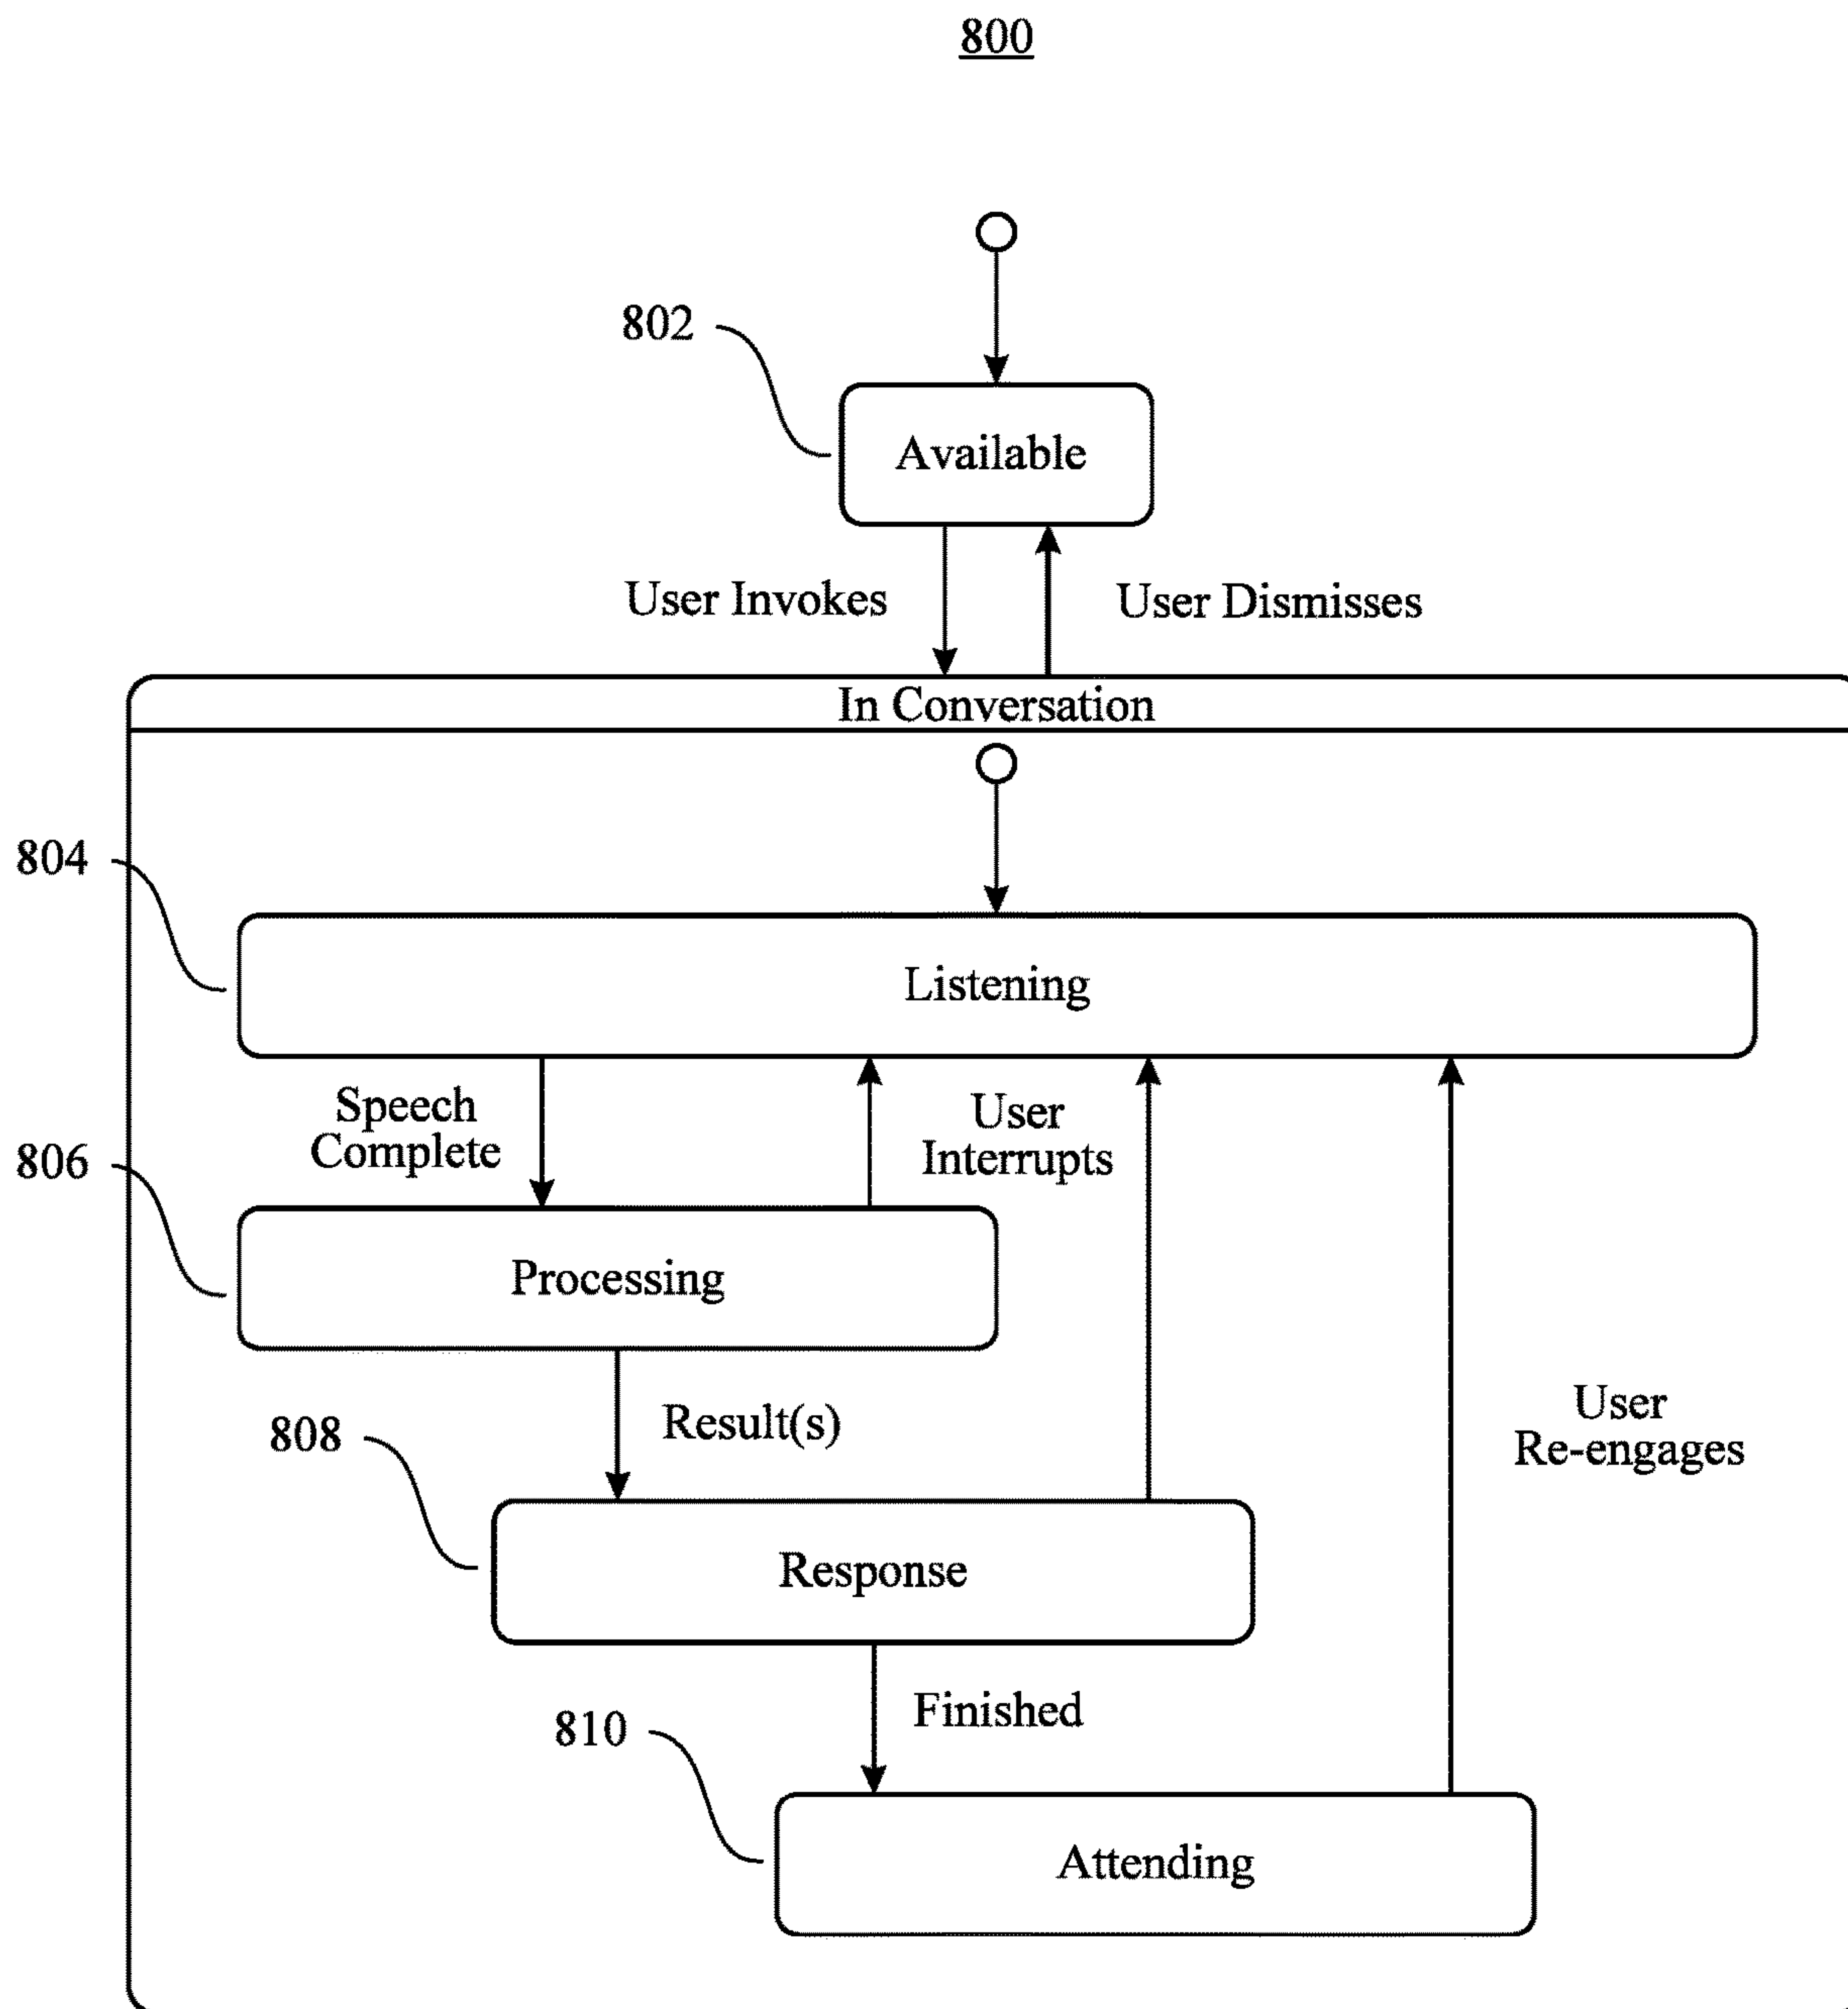 800
802
Available
User Invokes
User Dismisses
In Conversation
804
Listening
Speech
Complete
User
Interrupts
806
Processing
Result(s)
User
Re-engages
808
Response
Finished
810
Attending